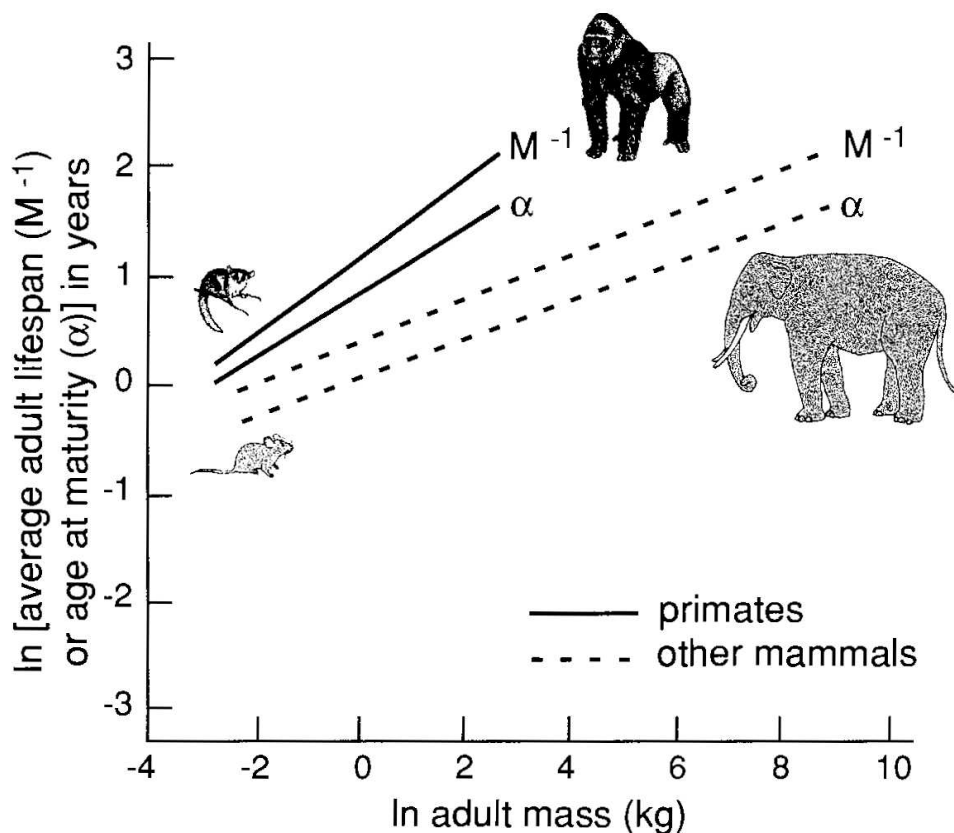 ln [average adult lifespan (M⁻¹)
or age at maturity (α)] in years
3
2
1
0
-1
-2
-3
M⁻¹
α
M⁻¹
α
primates
other mammals
-4
-2
0
2
4
6
8
10
ln adult mass (kg)